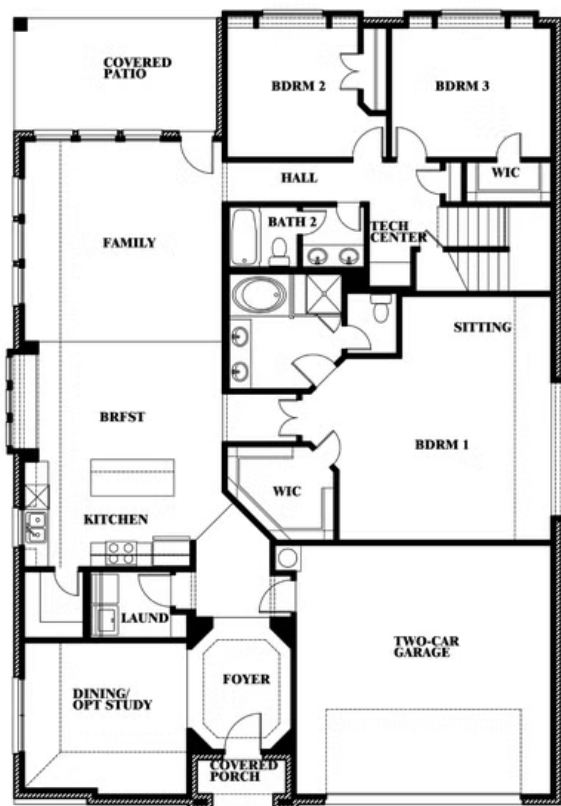 COVERED
PATIO
BDRM 2
BDRM 3
WIC
HALL
BATH 2
TECH
CENTER
FAMILY
SITTING
BRFST
BDRM 1
WIC
KITCHEN
LAUND
TWO-CAR
GARAGE
FOYER
DINING/
OPT STUDY
COVERED
PORCH